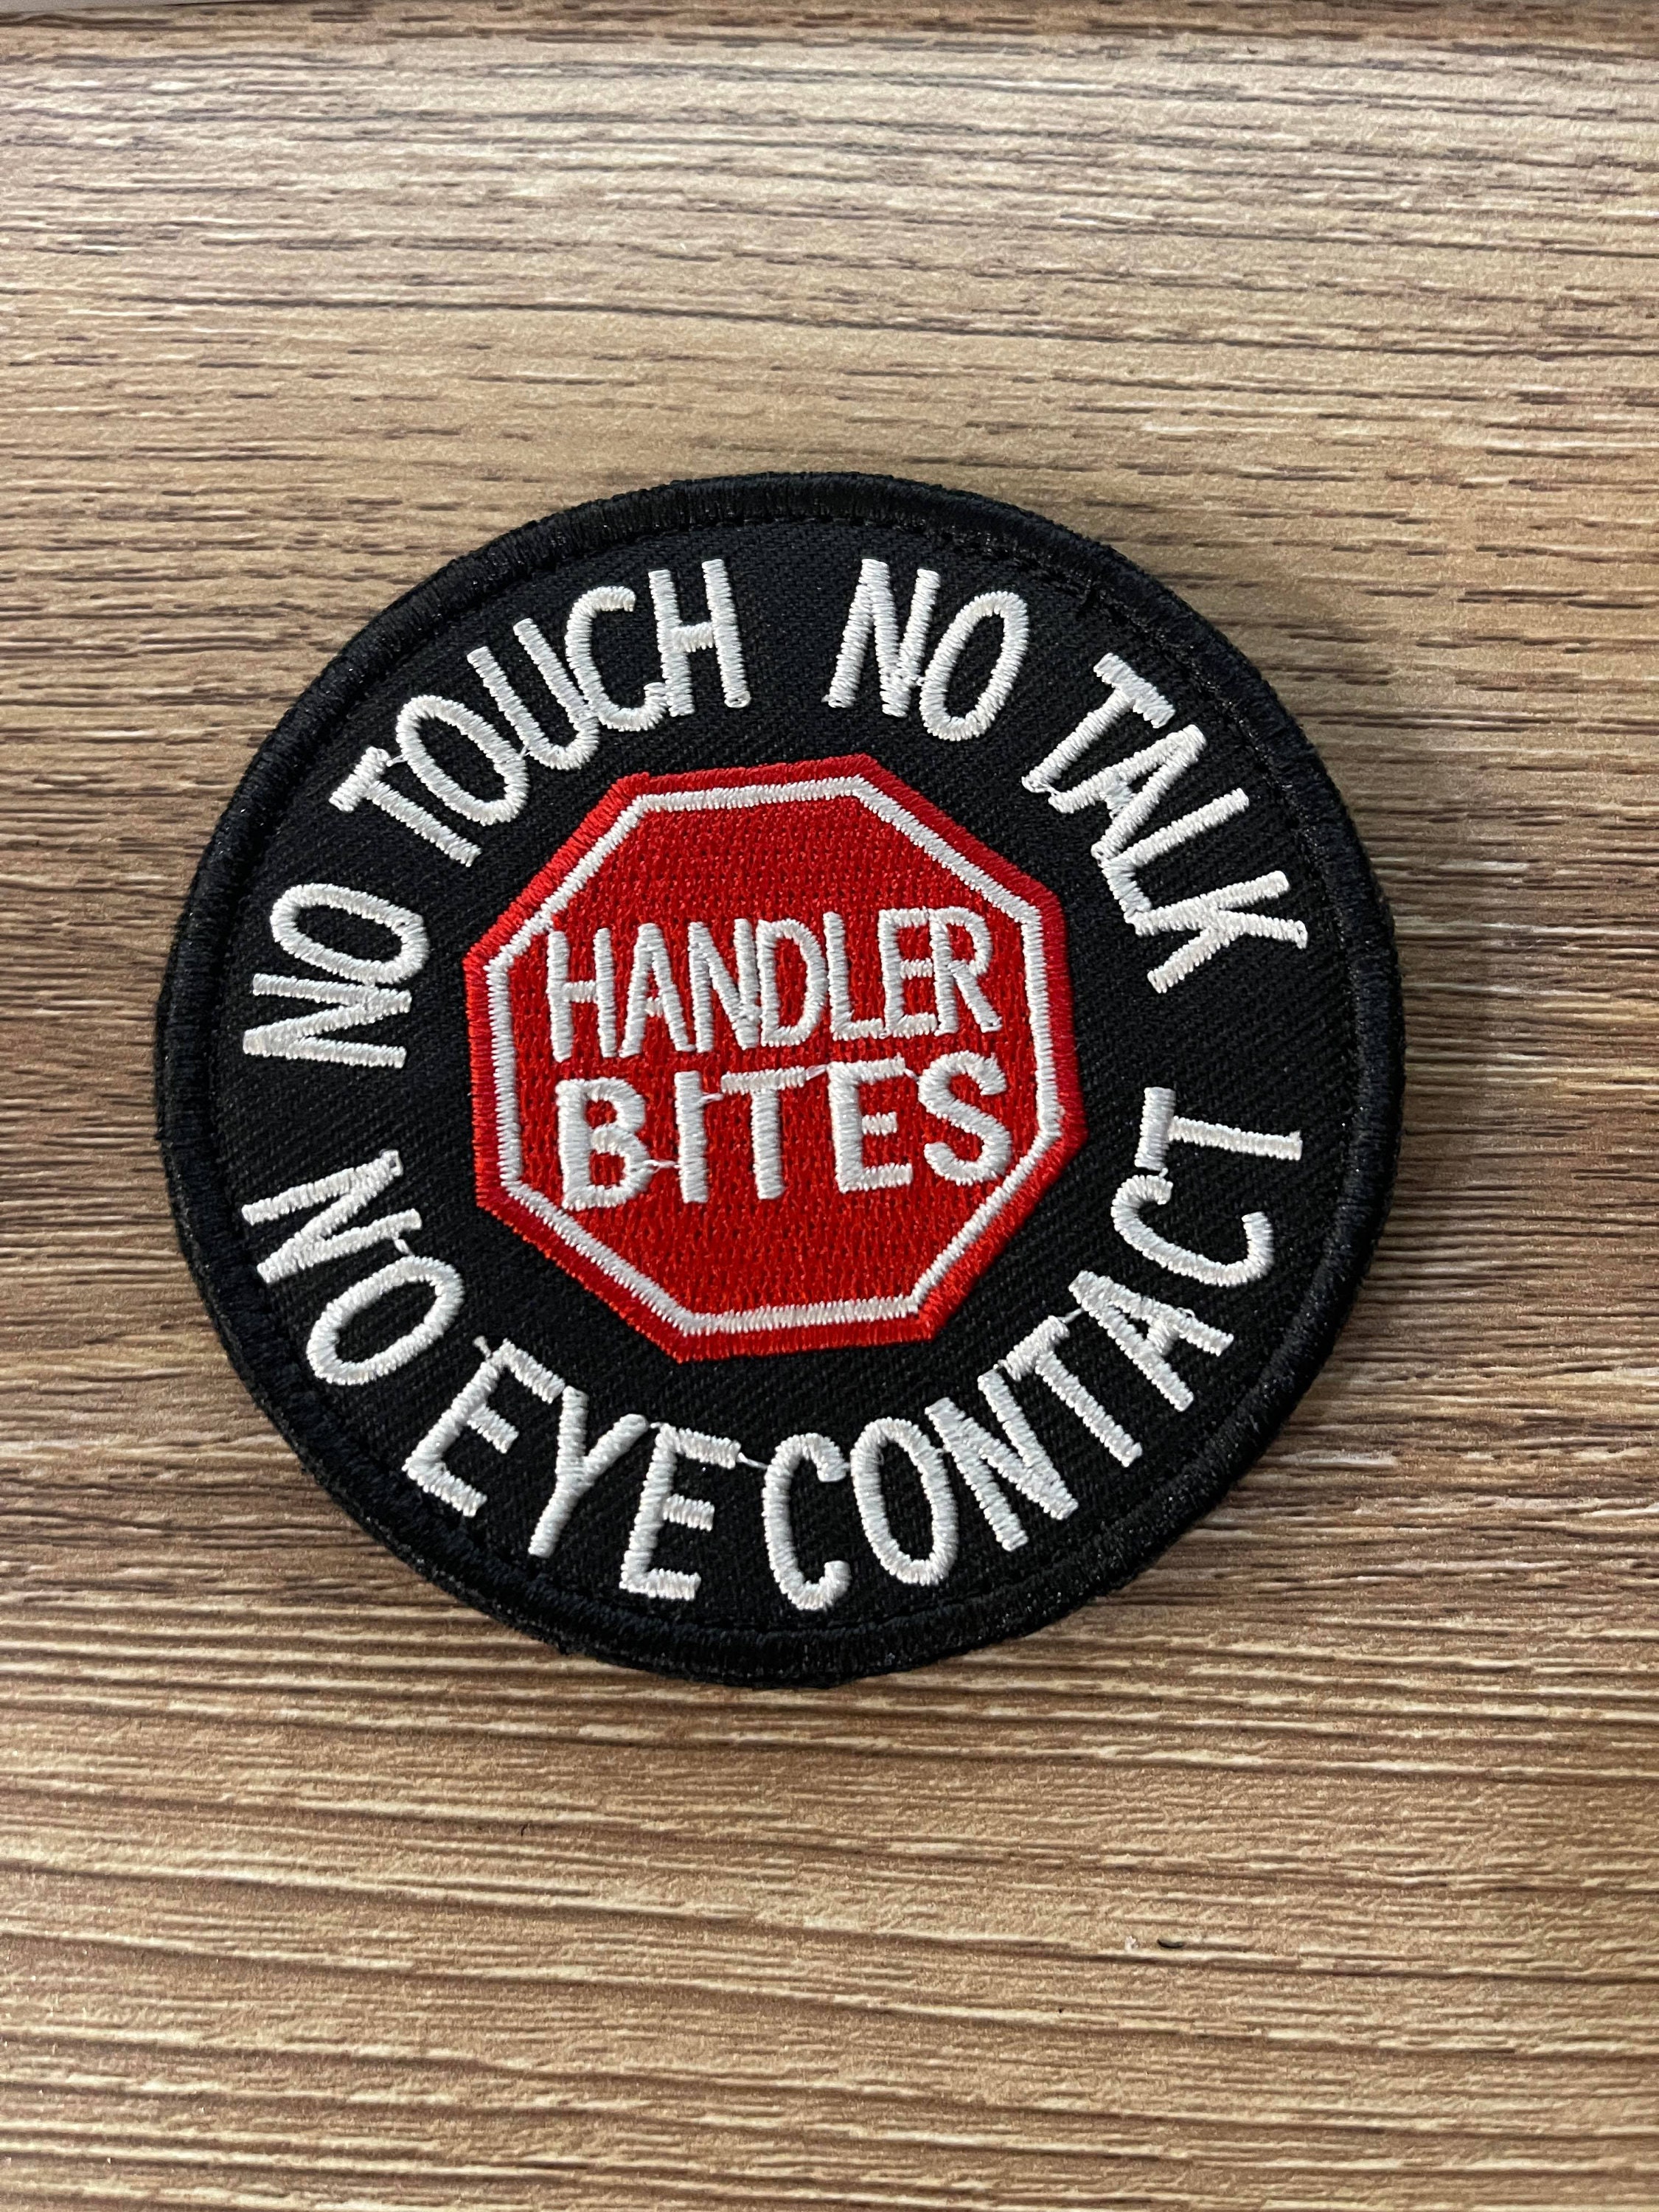 NO TOUCH NO TALK
HANDLER
BITES
NO EYE CONTACT